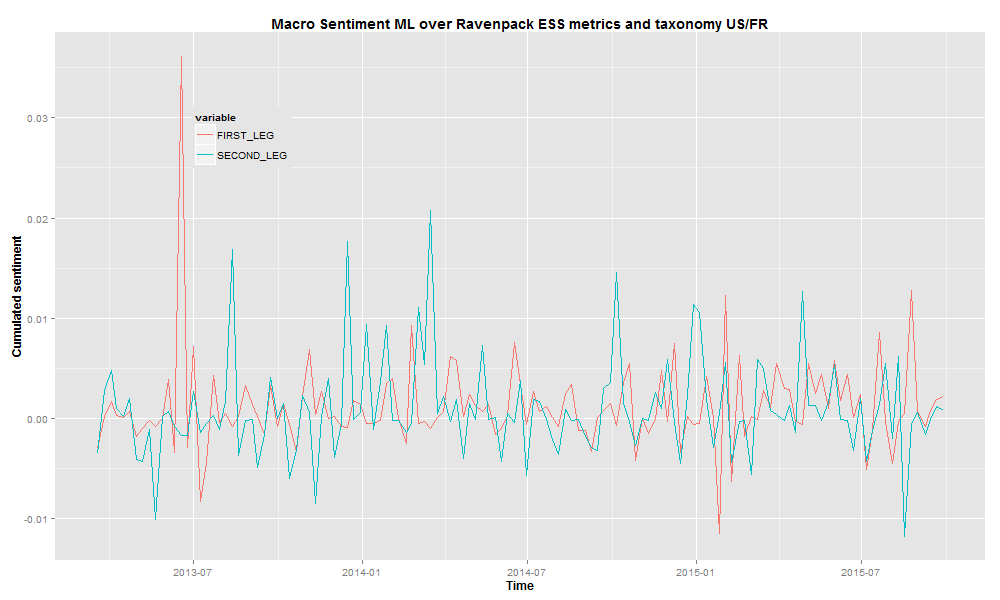 Macro Sentiment ML over Ravenpack ESS metrics and taxonomy US/FR
Cumulated sentiment
0.03
0.02
0.01
0.00
-0.01
variable
FIRST_LEG
SECOND_LEG
2013-07
2014-01
2014-07
2015-01
2015-07
Time